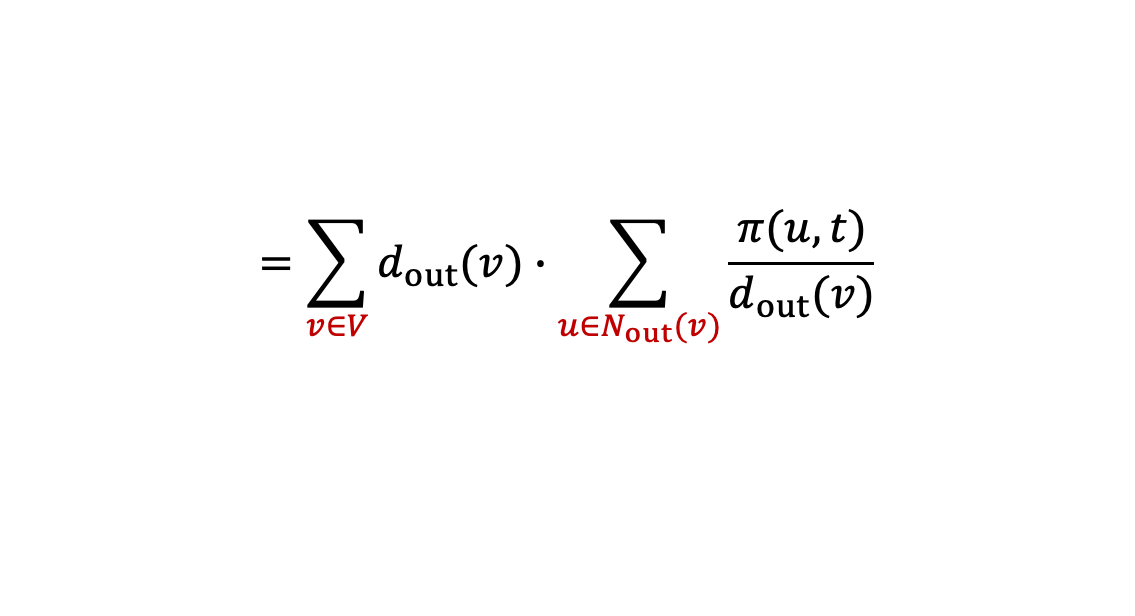 = ∑_{v∈V} d_out(v) · ∑_{u∈N_out(v)} π(u, t) / d_out(v)